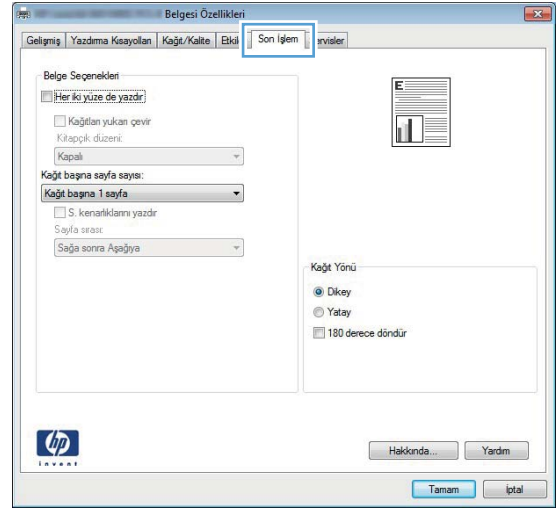 Belgesi Özellikleri
Gelişmiş Yazdırma Kısayolları Kağıt/Kalite Son İşlem
Belge Seçenekleri
Her iki yüze de yazdır
Kağıtları yukarı çevir
Kitapçık düzeni:
Kapalı
Kağıt başına sayfa sayısı:
Kağıt başına 1 sayfa
S. kenarlıklarını yazdır
Sayfa sırası:
Sağa sonra Aşağıya
E
Kağıt Yönü
Dikey
Yatay
180 derece döndür
hp
invent
Hakkında... Yardım
Tamam İptal